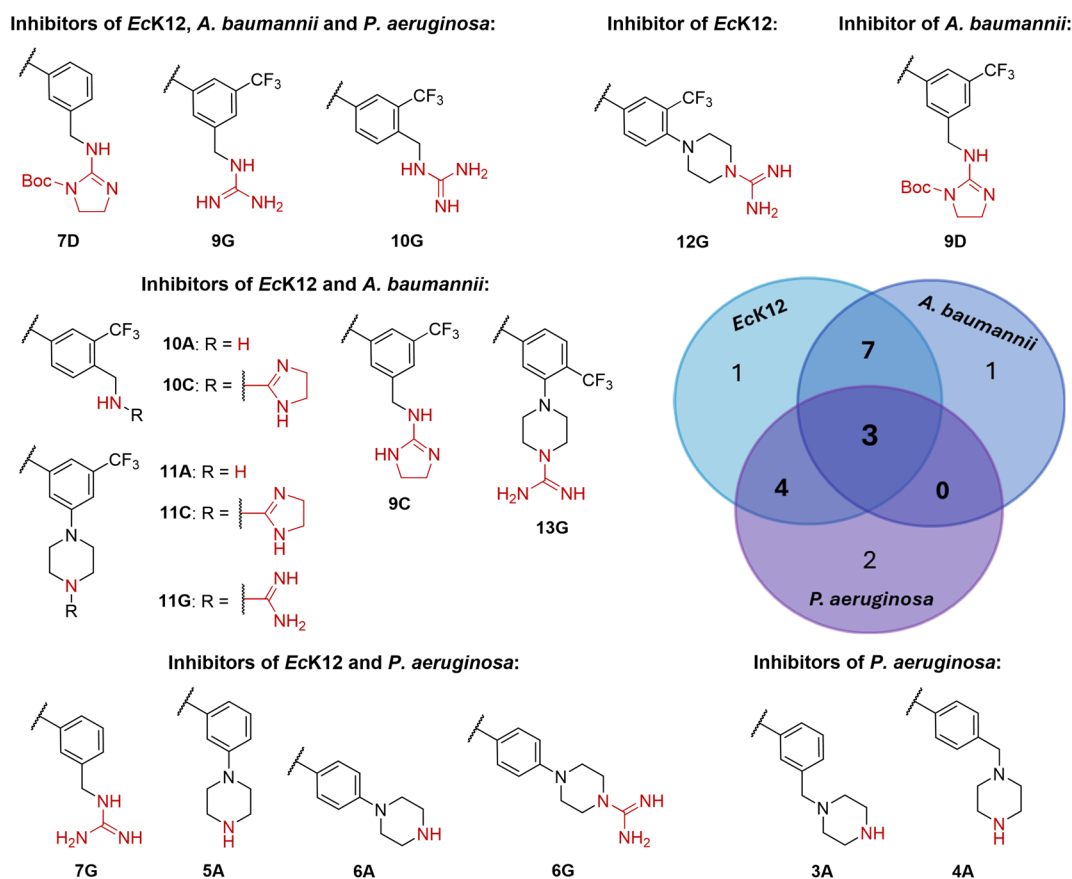 Inhibitors of EcK12, A. baumannii and P. aeruginosa:
Inhibitor of EcK12:
Inhibitor of A. baumannii:
NH
Boc
N
N
7D
CF3
NH
HN
NH2
9G
CF3
HN
NH2
NH
10G
CF3
N
N
NH
NH2
12G
CF3
NH
Boc
N
N
9D
Inhibitors of EcK12 and A. baumannii:
CF3
HN
R
10A: R = H
10C: R =
N
N
H
CF3
N
N
R
11A: R = H
11C: R =
N
N
H
11G: R =
NH
NH2
CF3
NH
HN
N
9C
CF3
N
N
H2N
NH
13G
EcK12
A. baumannii
1
7
1
3
4
0
2
P. aeruginosa
Inhibitors of EcK12 and P. aeruginosa:
Inhibitors of P. aeruginosa:
NH
H2N
NH
7G
N
N
H
5A
N
NH
6A
N
N
NH
NH2
6G
N
NH
3A
N
N
H
4A